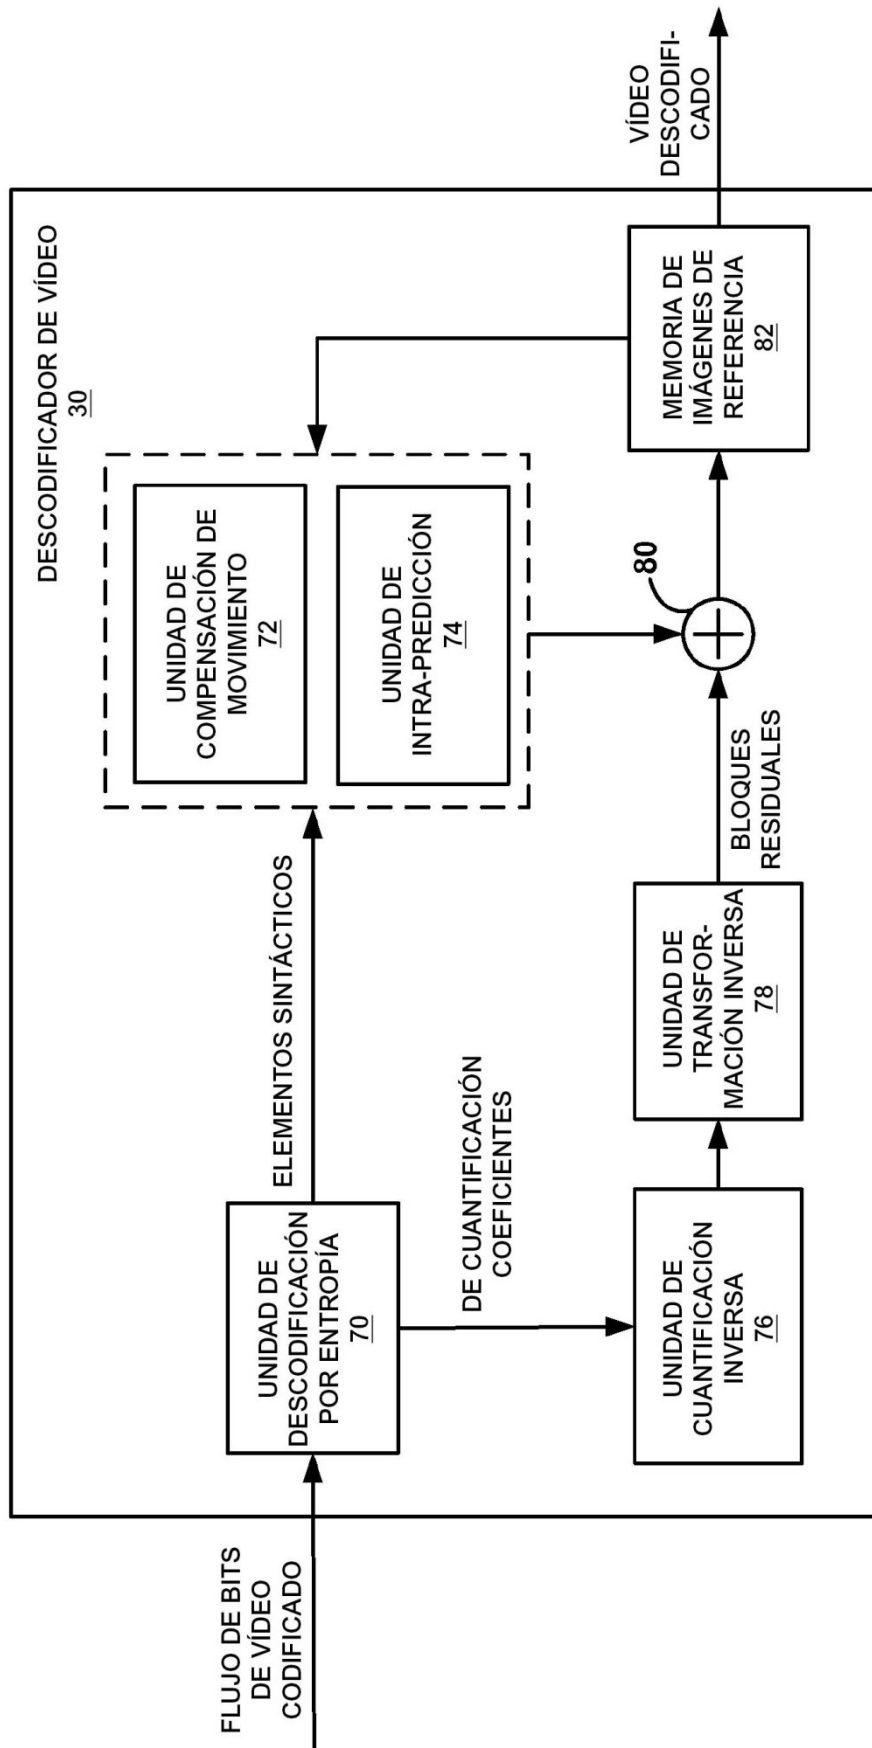 DESCODIFICADOR DE VÍDEO
30
FLUJO DE BITS
DE VÍDEO
CODIFICADO
UNIDAD DE
DESCODIFICACIÓN
POR ENTROPÍA
70
ELEMENTOS SINTÁCTICOS
UNIDAD DE
COMPENSACIÓN DE
MOVIMIENTO
72
UNIDAD DE
INTRA-PREDICCIÓN
74
DE CUANTIFICACIÓN
COEFICIENTES
UNIDAD DE
CUANTIFICACIÓN
INVERSA
76
UNIDAD DE
TRANSFOR-
MACIÓN INVERSA
78
BLOQUES
RESIDUALES
80
MEMORIA DE
IMÁGENES DE
REFERENCIA
82
VÍDEO
DESCODIFI-
CADO